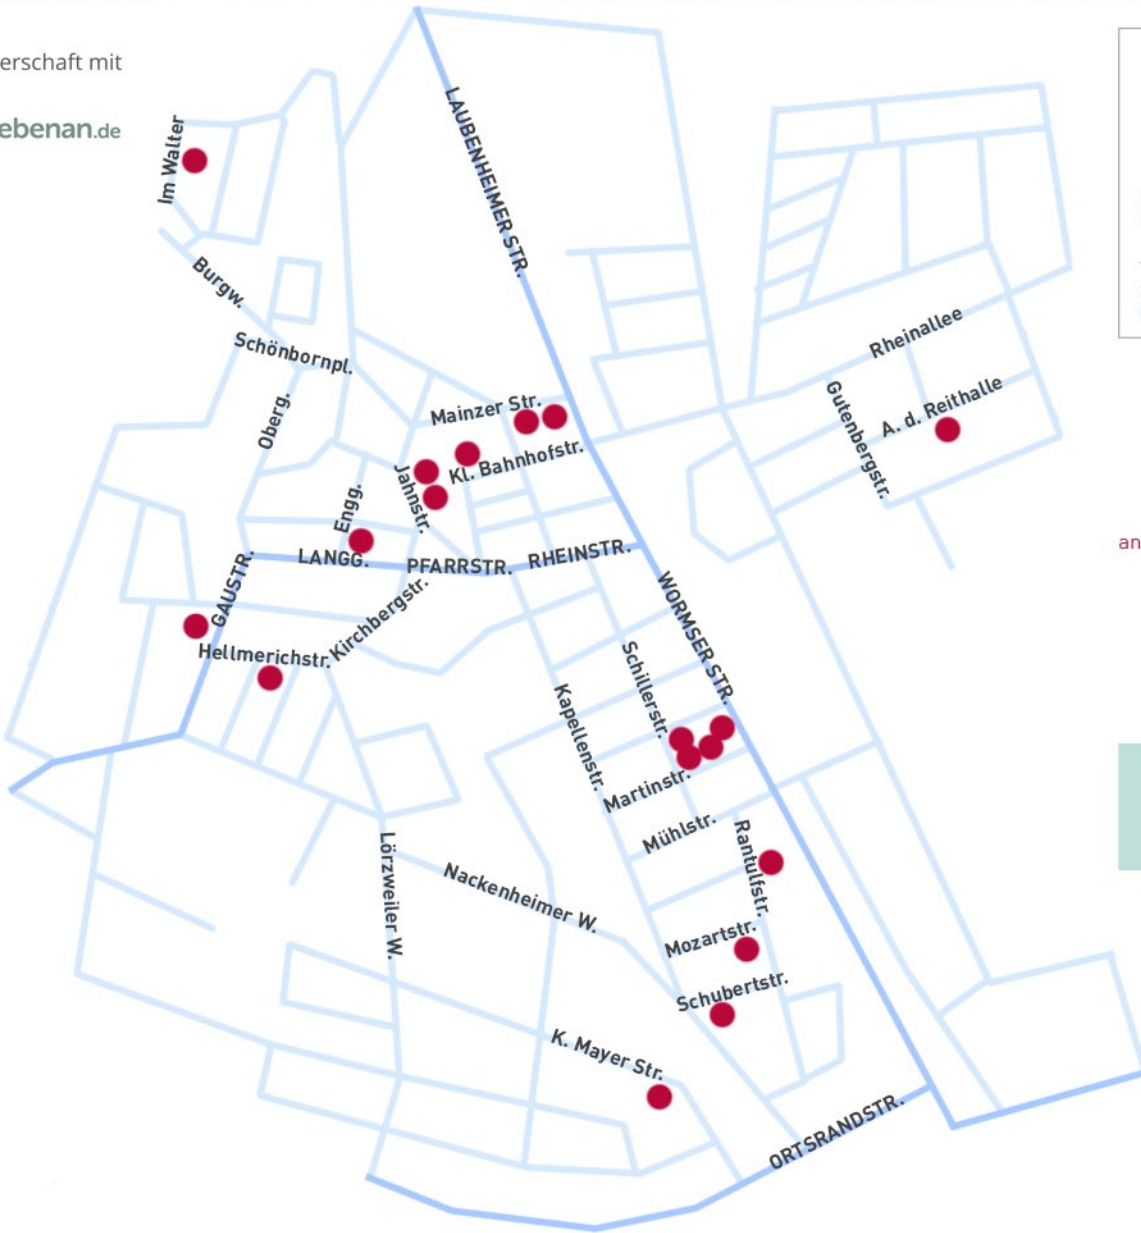 erschaft mit
ebenan.de
LAUBENHEIMER STR.
Im Walter
Burgw.
Schönbornpl.
Rheinallee
Oberg.
Mainzer Str.
Gutenbergstr.
A. d. Reithalle
Kl. Bahnhofstr.
Jahnstr.
Engg.
LANGG.
PFARRSTR.
RHEINSTR.
an
GAUSTR.
WORMSER STR.
Kirchbergstr.
Hellmerichstr.
Schillerstr.
Kapellenstr.
Martinstr.
Mühlstr.
Rantulfstr.
Lörzweiler W.
Nackenheimer W.
Mozartstr.
Schubertstr.
K. Mayer Str.
ORTSRANDSTR.